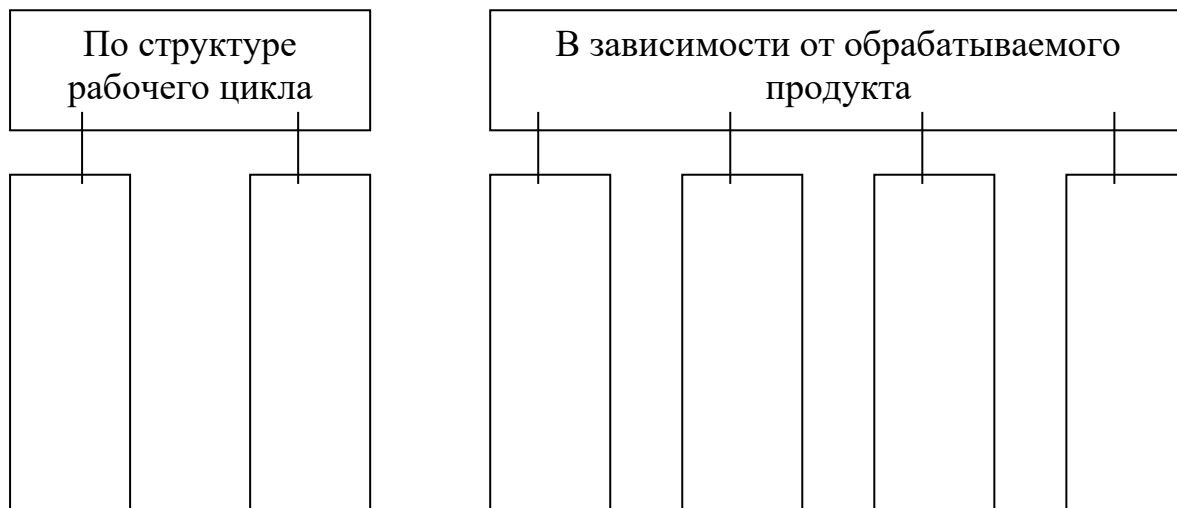 По структуре
рабочего цикла
В зависимости от обрабатываемого
продукта